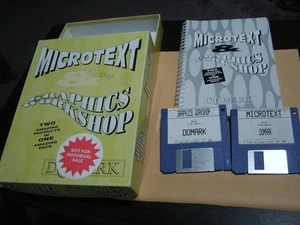 MICROTEXT
&
GRAPHICS
WORKSHOP
TWO
AMAZING
PRODUCTS
IN
ONE
AMAZING
PACK
NOT FOR
INDIVIDUAL
SALE
DOMARK
MICROTEXT
&
GRAPHICS
WORKSHOP
DOMARK
GRAPHICS WORKSHOP
DOMARK
MICROTEXT
DOMARK